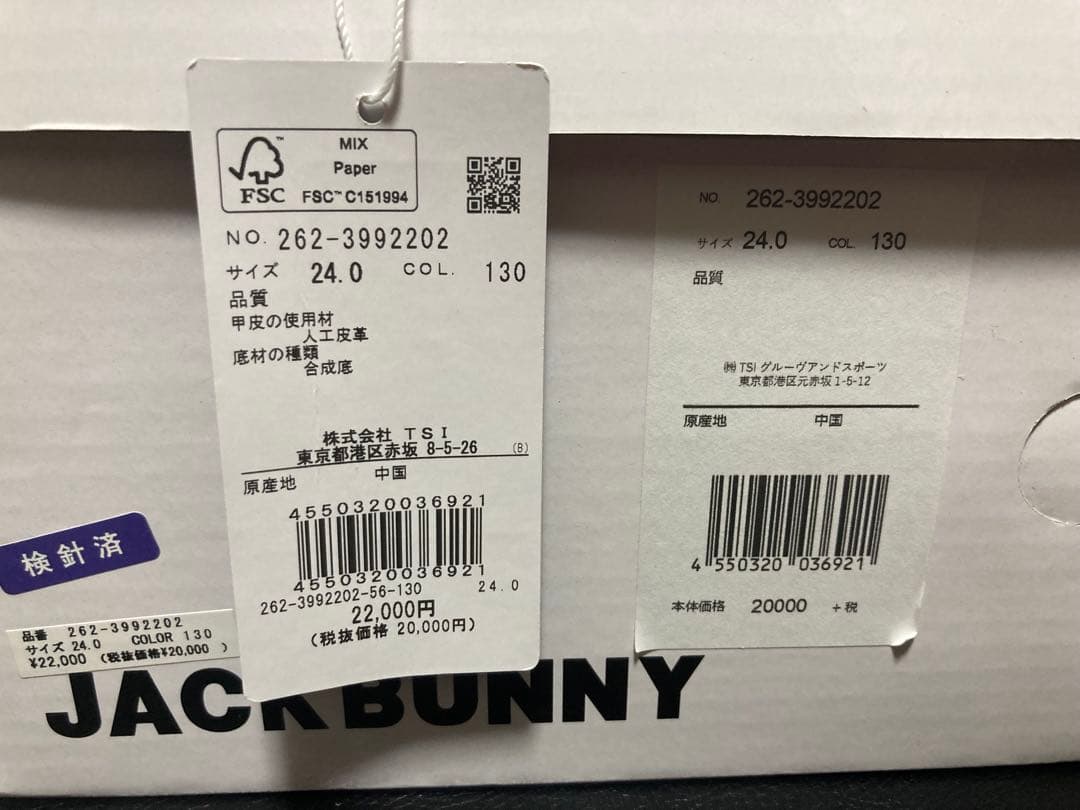 MIX
Paper
FSC™ C151994
FSC
NO. 262-3992202
サイズ 24.0 COL. 130
品質
甲皮の使用材
人工皮革
底材の種類
合成底
株式会社 TSI
東京都港区赤坂 8-5-26 (B)
原産地 中国
4550320036921
4550320036921
262-3992202-56-130 24.0
22,000円
(税抜価格 20,000円)
NO. 262-3992202
サイズ 24.0 COL. 130
品質
㈱TSI グルーヴアンドスポーツ
東京都港区元赤坂 1-5-12
原産地 中国
4 550320 036921
本体価格 20000 +税
検針済
品番 262-3992202
サイズ 24.0 COLOR 130
¥22,000 (税抜価格¥20,000 )
JACK BUNNY